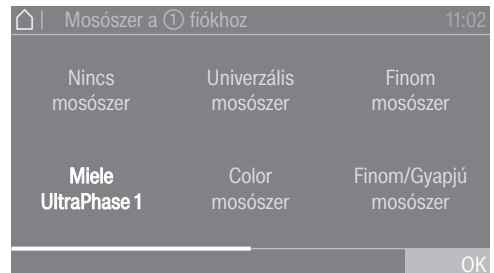 Mosószer a ① fiókhoz 11:02
Nincs Univerzális Finom
mosószer mosószer mosószer
Miele Color Finom/Gyapjú
UltraPhase 1 mosószer mosószer
OK